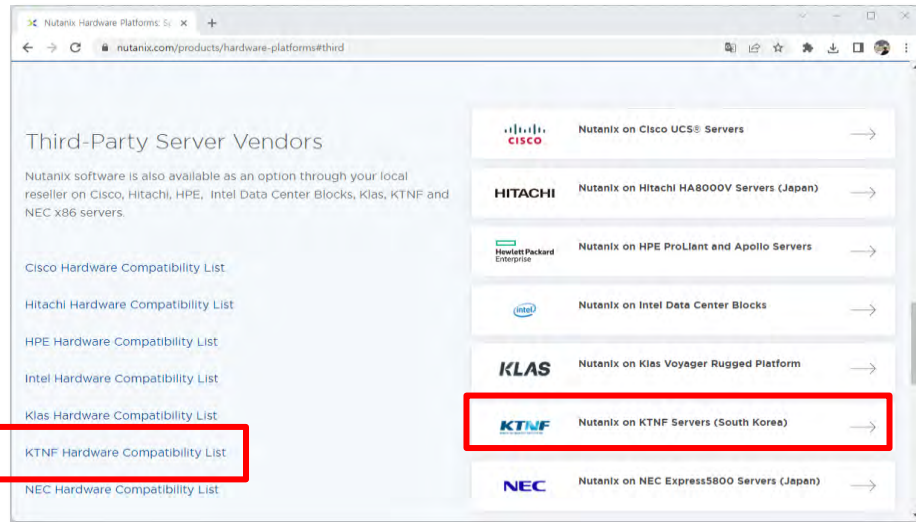 Nutanix Hardware Platforms: S
nutanix.com/products/hardware-platforms#third
Third-Party Server Vendors
Nutanix software is also available as an option through your local
reseller on Cisco, Hitachi, HPE, Intel Data Center Blocks, Klas, KTNF and
NEC x86 servers.
Cisco Hardware Compatibility List
Hitachi Hardware Compatibility List
HPE Hardware Compatibility List
Intel Hardware Compatibility List
Klas Hardware Compatibility List
KTNF Hardware Compatibility List
NEC Hardware Compatibility List
CISCO
Nutanix on Cisco UCS® Servers
HITACHI
Nutanix on Hitachi HA8000V Servers (Japan)
Hewlett Packard
Enterprise
Nutanix on HPE ProLiant and Apollo Servers
intel
Nutanix on Intel Data Center Blocks
KLAS
Nutanix on Klas Voyager Rugged Platform
KTNF
Nutanix on KTNF Servers (South Korea)
NEC
Nutanix on NEC Express5800 Servers (Japan)